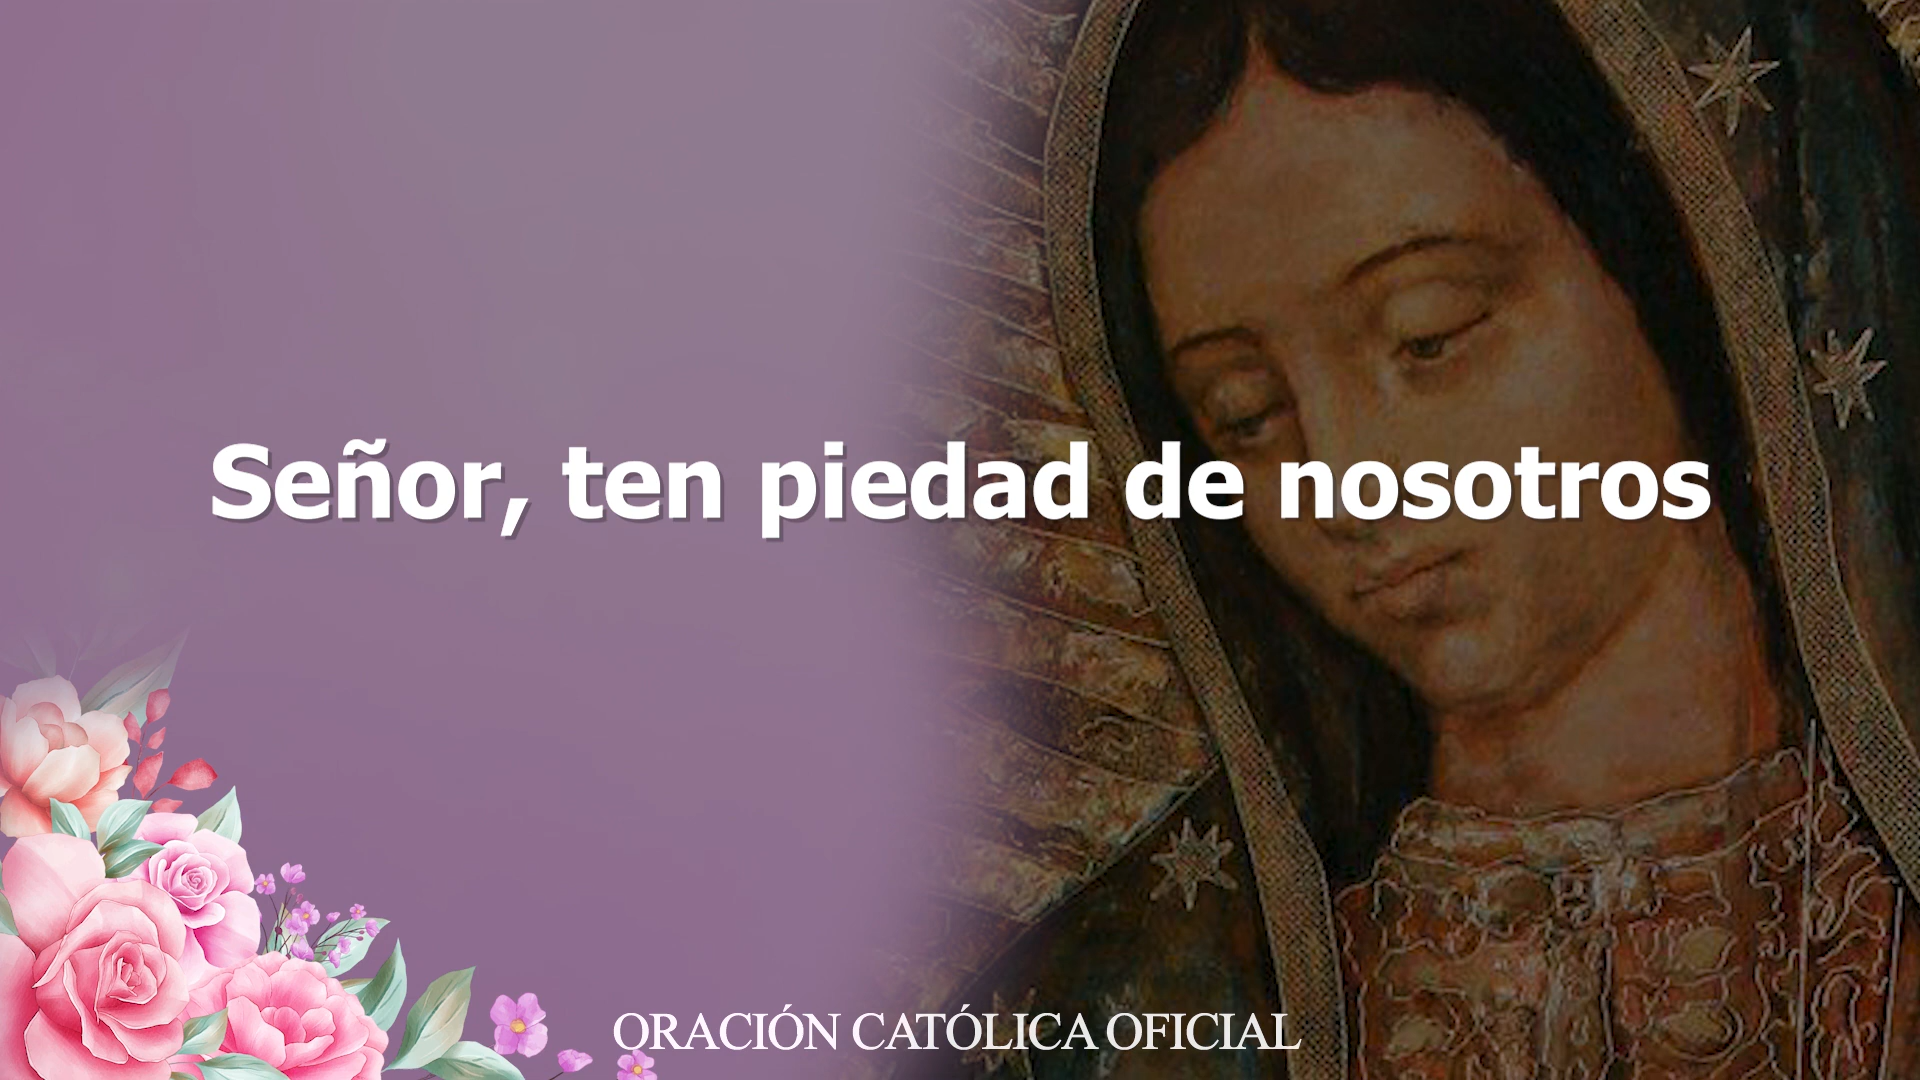 Señor, ten piedad de nosotros
ORACIÓN CATÓLICA OFICIAL